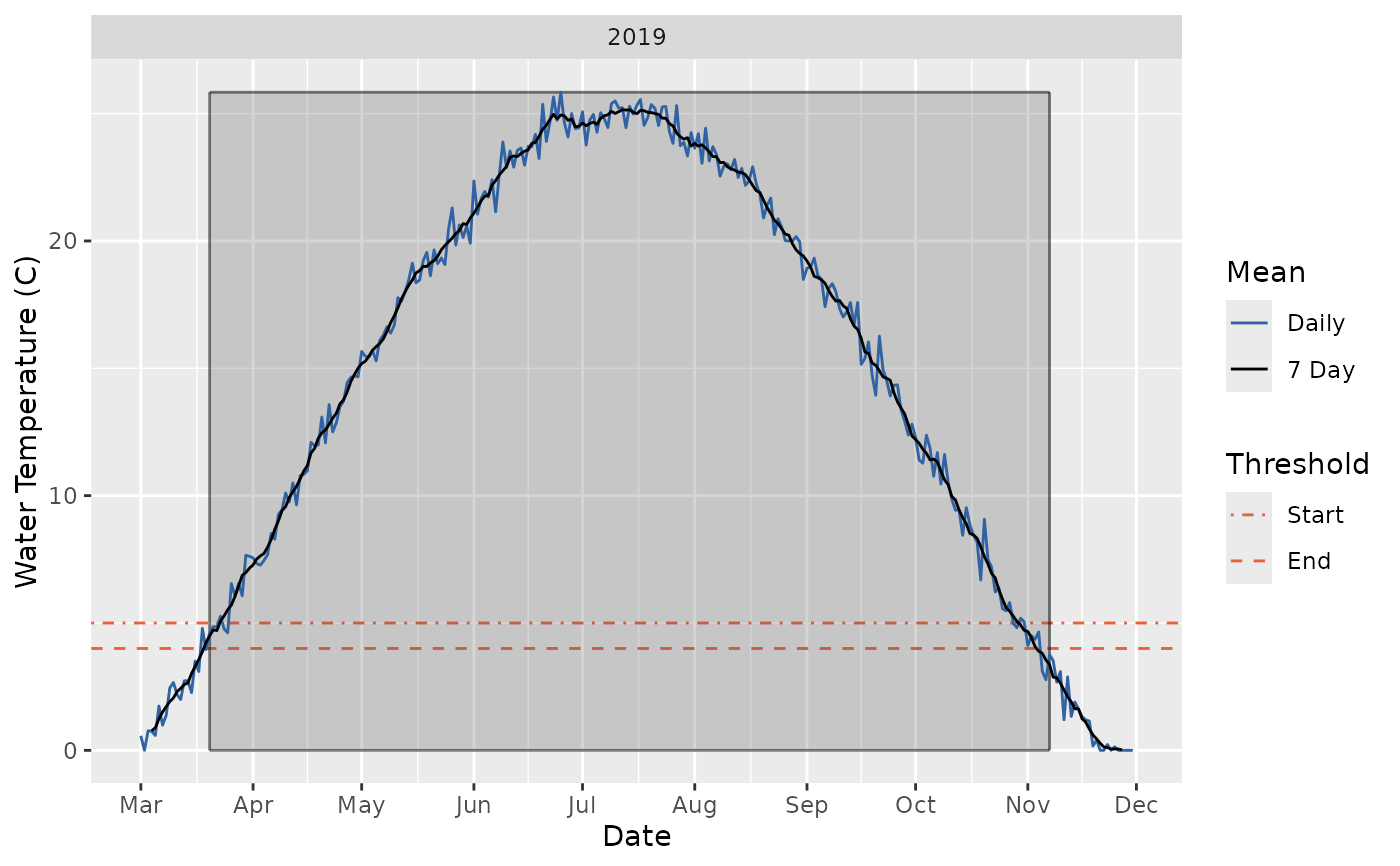 2019
Water Temperature (C)
20
10
0
Mar Apr May Jun Jul Aug Sep Oct Nov Dec
Date
Mean
Daily
7 Day
Threshold
Start
End